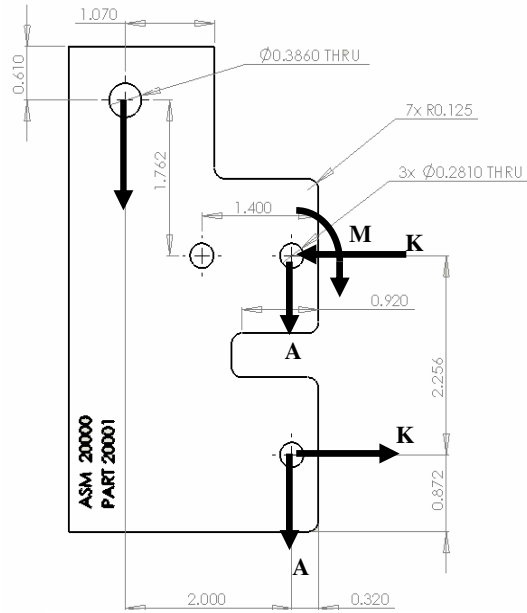 1.070
0.610
Ø0.3860 THRU
7x R0.125
3x Ø0.2810 THRU
1.762
1.400
M
K
0.920
A
2.256
K
ASM 20000
PART 20001
0.872
A
2.000
0.320